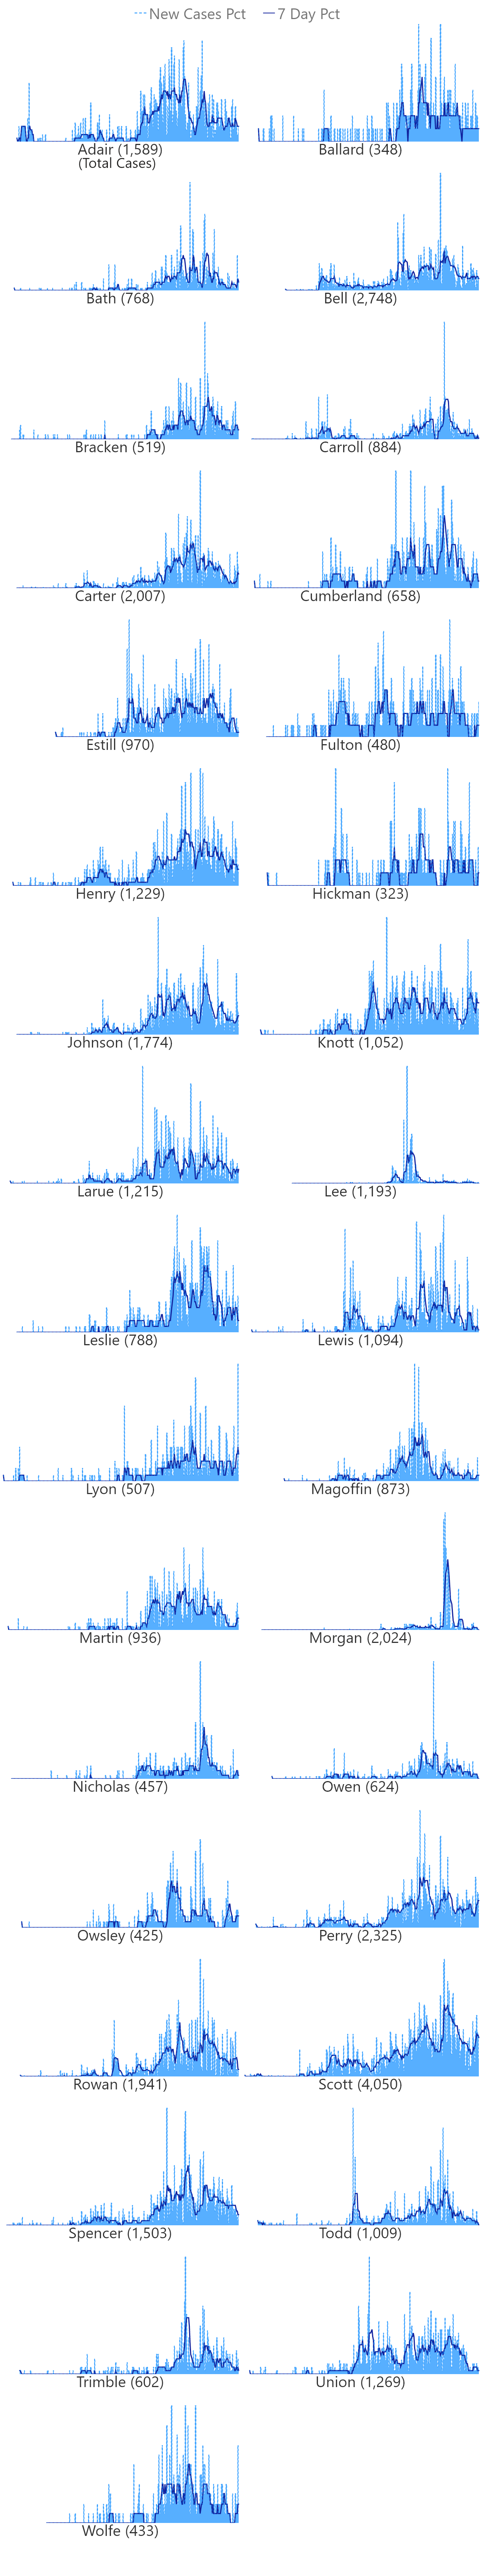 New Cases Pct 7 Day Pct
Adair (1,589) Ballard (348)
(Total Cases)
Bath (768) Bell (2,748)
Bracken (519) Carroll (884)
Carter (2,007) Cumberland (658)
Estill (970) Fulton (480)
Henry (1,229) Hickman (323)
Johnson (1,774) Knott (1,052)
Larue (1,215) Lee (1,193)
Leslie (788) Lewis (1,094)
Lyon (507) Magoffin (873)
Martin (936) Morgan (2,024)
Nicholas (457) Owen (624)
Owsley (425) Perry (2,325)
Rowan (1,941) Scott (4,050)
Spencer (1,503) Todd (1,009)
Trimble (602) Union (1,269)
Wolfe (433)